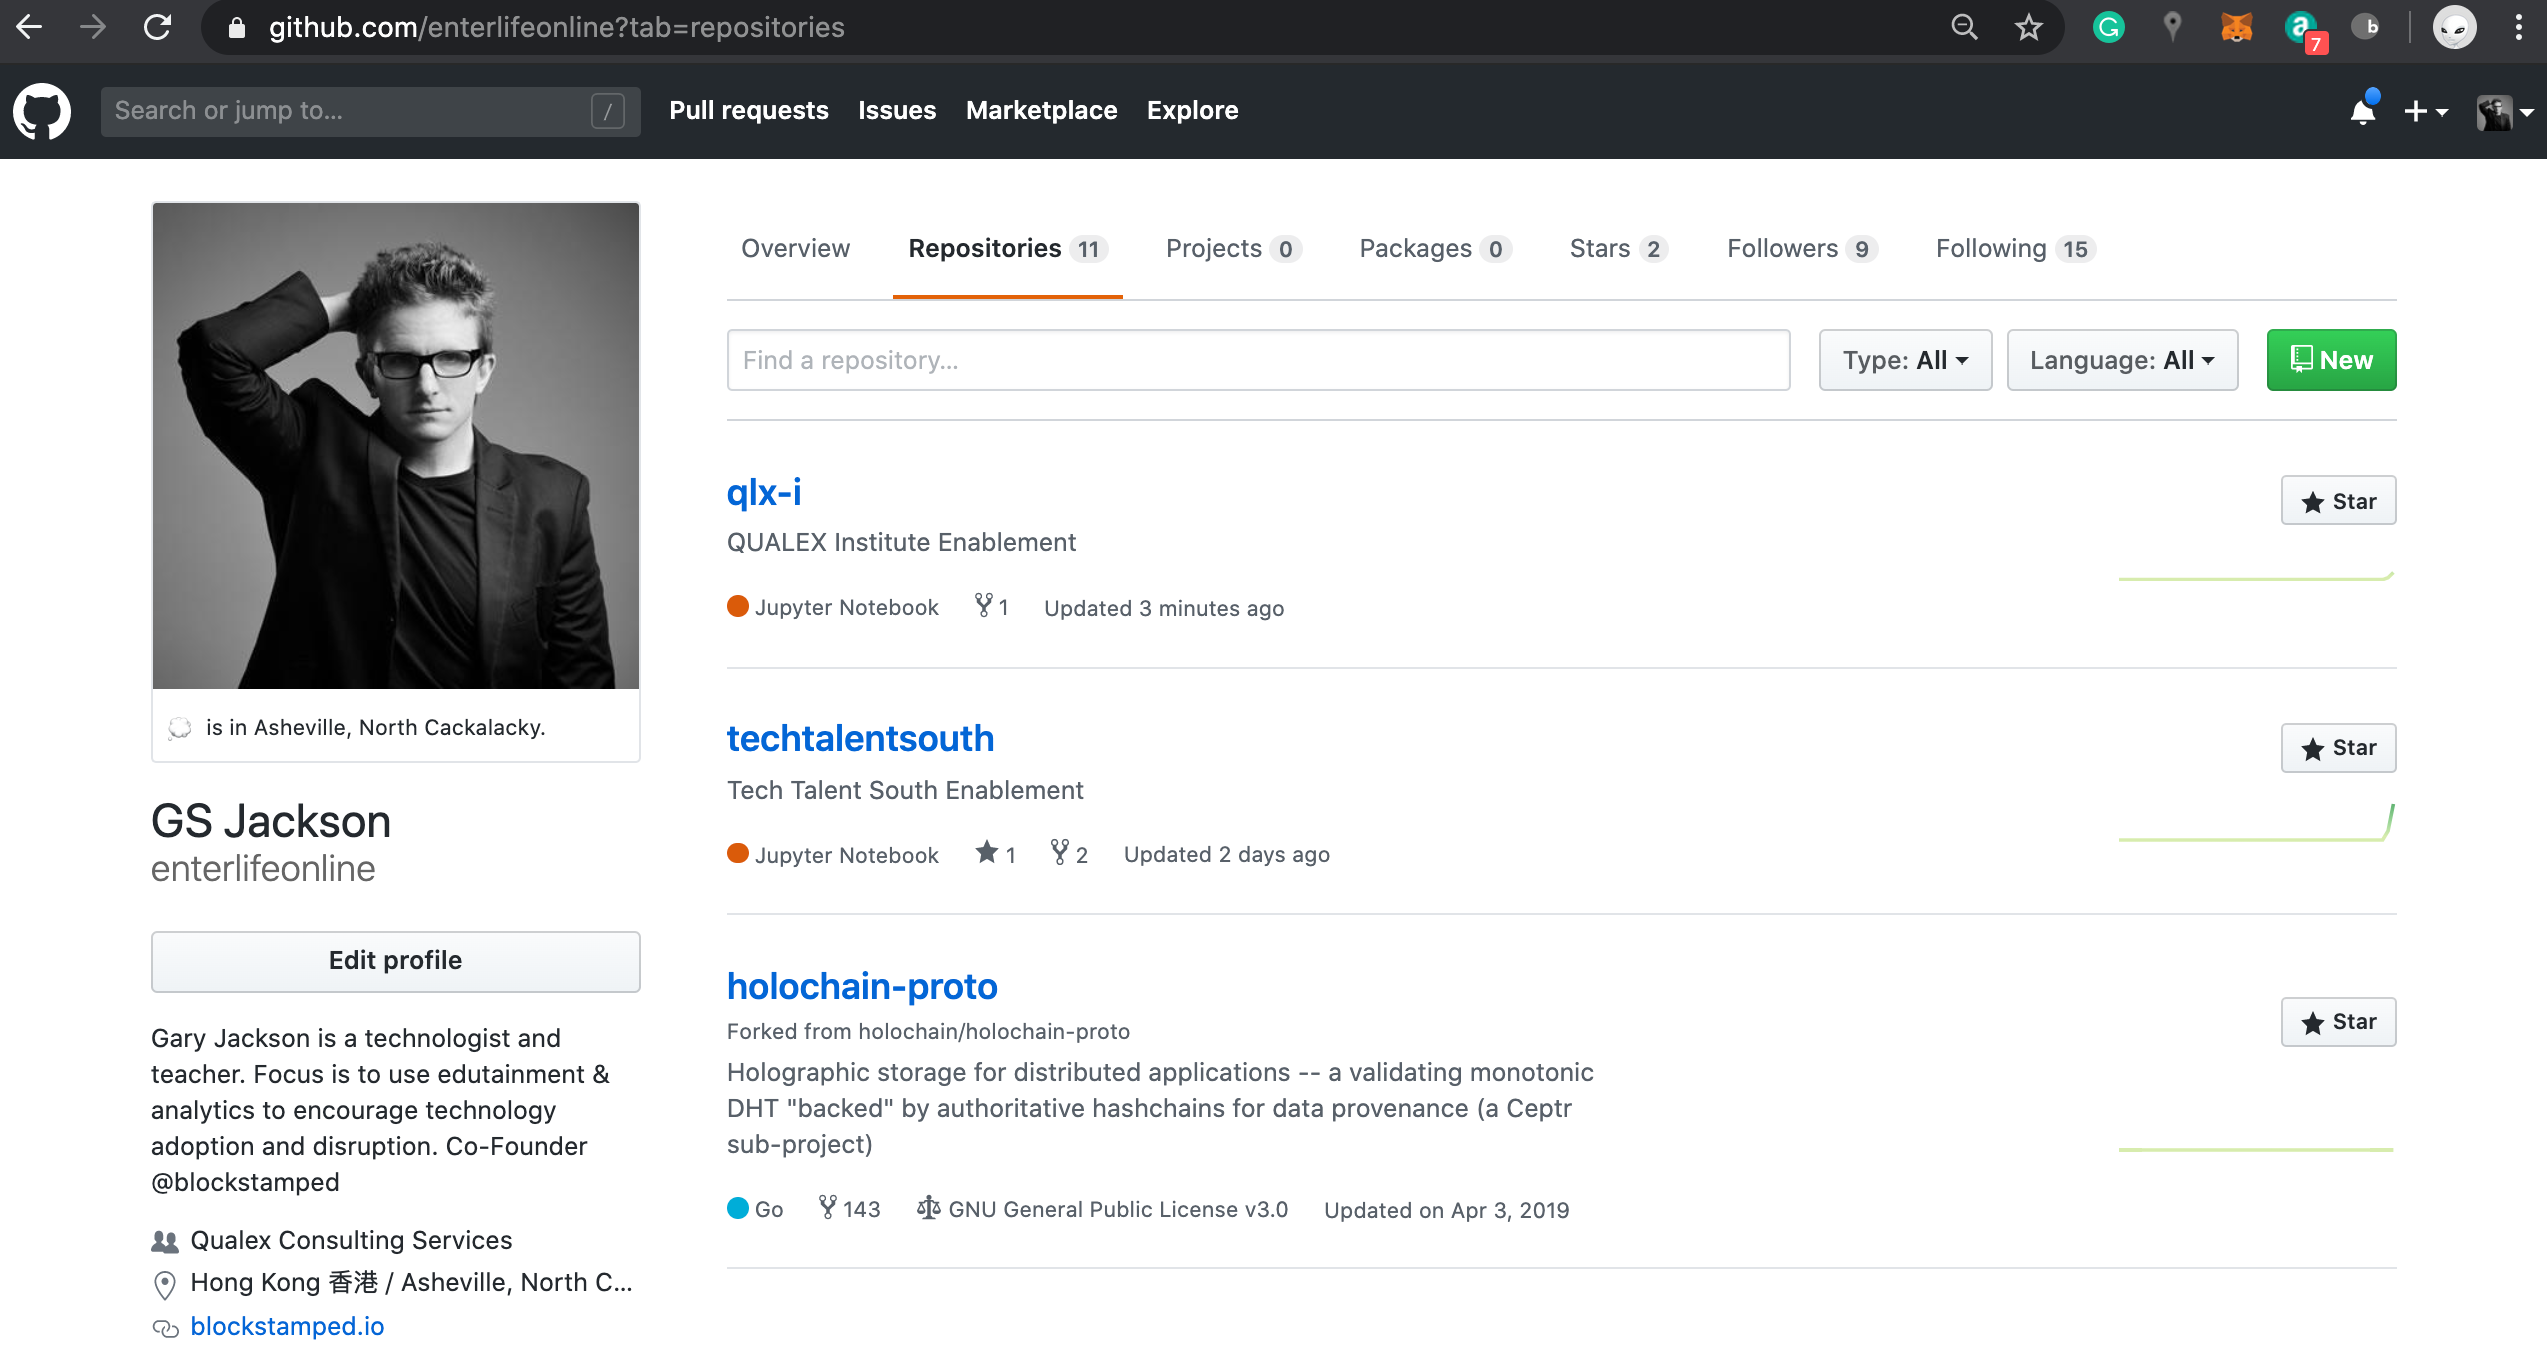 github.com/enterlifeonline?tab=repositories
7
b
Search or jump to...
/
Pull requests
Issues
Marketplace
Explore
Overview
Repositories 11
Projects 0
Packages 0
Stars 2
Followers 9
Following 15
Find a repository...
Type: All
Language: All
New
qlx-i
Star
QUALEX Institute Enablement
Jupyter Notebook 1 Updated 3 minutes ago
techtalentsouth
Star
Tech Talent South Enablement
Jupyter Notebook 1 2 Updated 2 days ago
holochain-proto
Star
Forked from holochain/holochain-proto
Holographic storage for distributed applications -- a validating monotonic
DHT "backed" by authoritative hashchains for data provenance (a Ceptr
sub-project)
Go 143 GNU General Public License v3.0 Updated on Apr 3, 2019
is in Asheville, North Cackalacky.
GS Jackson
enterlifeonline
Edit profile
Gary Jackson is a technologist and
teacher. Focus is to use edutainment &
analytics to encourage technology
adoption and disruption. Co-Founder
@blockstamped
Qualex Consulting Services
Hong Kong 香港 / Asheville, North C...
blockstamped.io